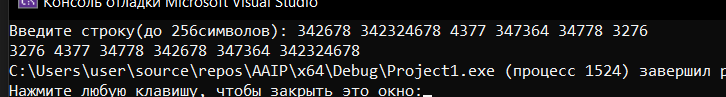 Консоль отладки Microsoft Visual Studio
Введите строку(до 256символов): 342678 342324678 4377 347364 34778 3276
3276 4377 34778 342678 347364 342324678
C:\Users\user\source\repos\AAIP\x64\Debug\Project1.exe (процесс 1524) завершил
Нажмите любую клавишу, чтобы закрыть это окно: